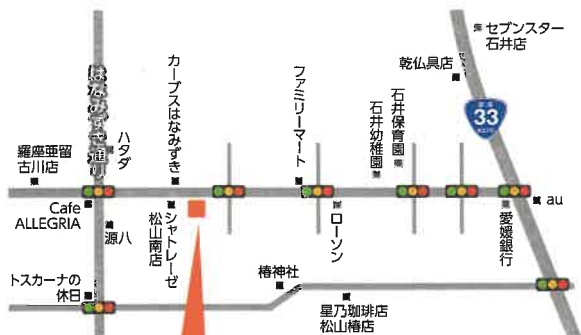 セブンスター
石井店
乾仏具店
33
はなみずき通り
カーブスはなみずき
ファミリーマート
石井保育園
石井幼稚園
ハタダ
羅座亜留
古川店
Cafe
ALLEGRIA
源八
シャトレーゼ
松山南店
ローソン
愛媛銀行
au
トスカーナの
休日
椿神社
星乃珈琲店
松山椿店